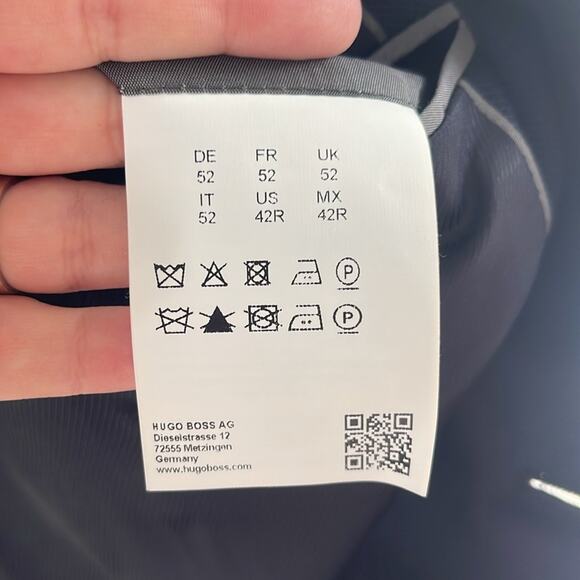 DE FR UK
52 52 52
IT US MX
52 42R 42R
P
P
HUGO BOSS AG
Dieselstrasse 12
72555 Metzingen
Germany
www.hugoboss.com